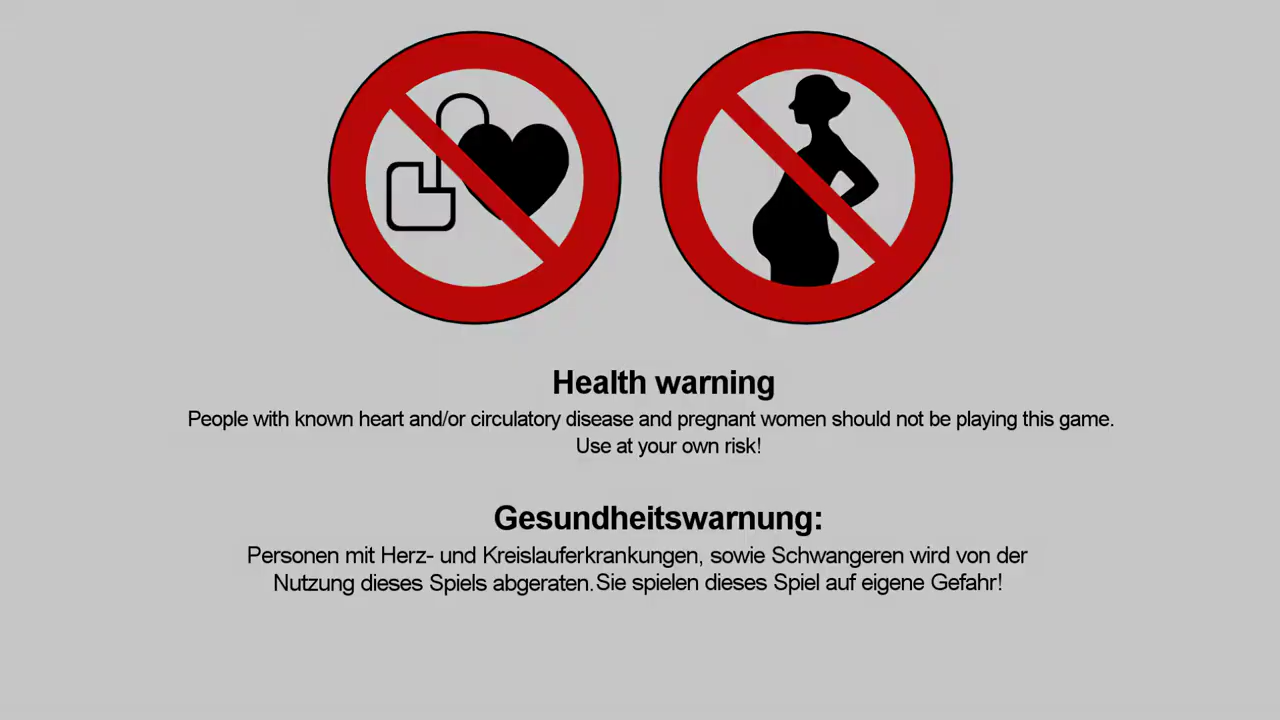 Health warning
People with known heart and/or circulatory disease and pregnant women should not be playing this game.
Use at your own risk!
Gesundheitswarnung:
Personen mit Herz- und Kreislauferkrankungen, sowie Schwangeren wird von der
Nutzung dieses Spiels abgeraten.Sie spielen dieses Spiel auf eigene Gefahr!